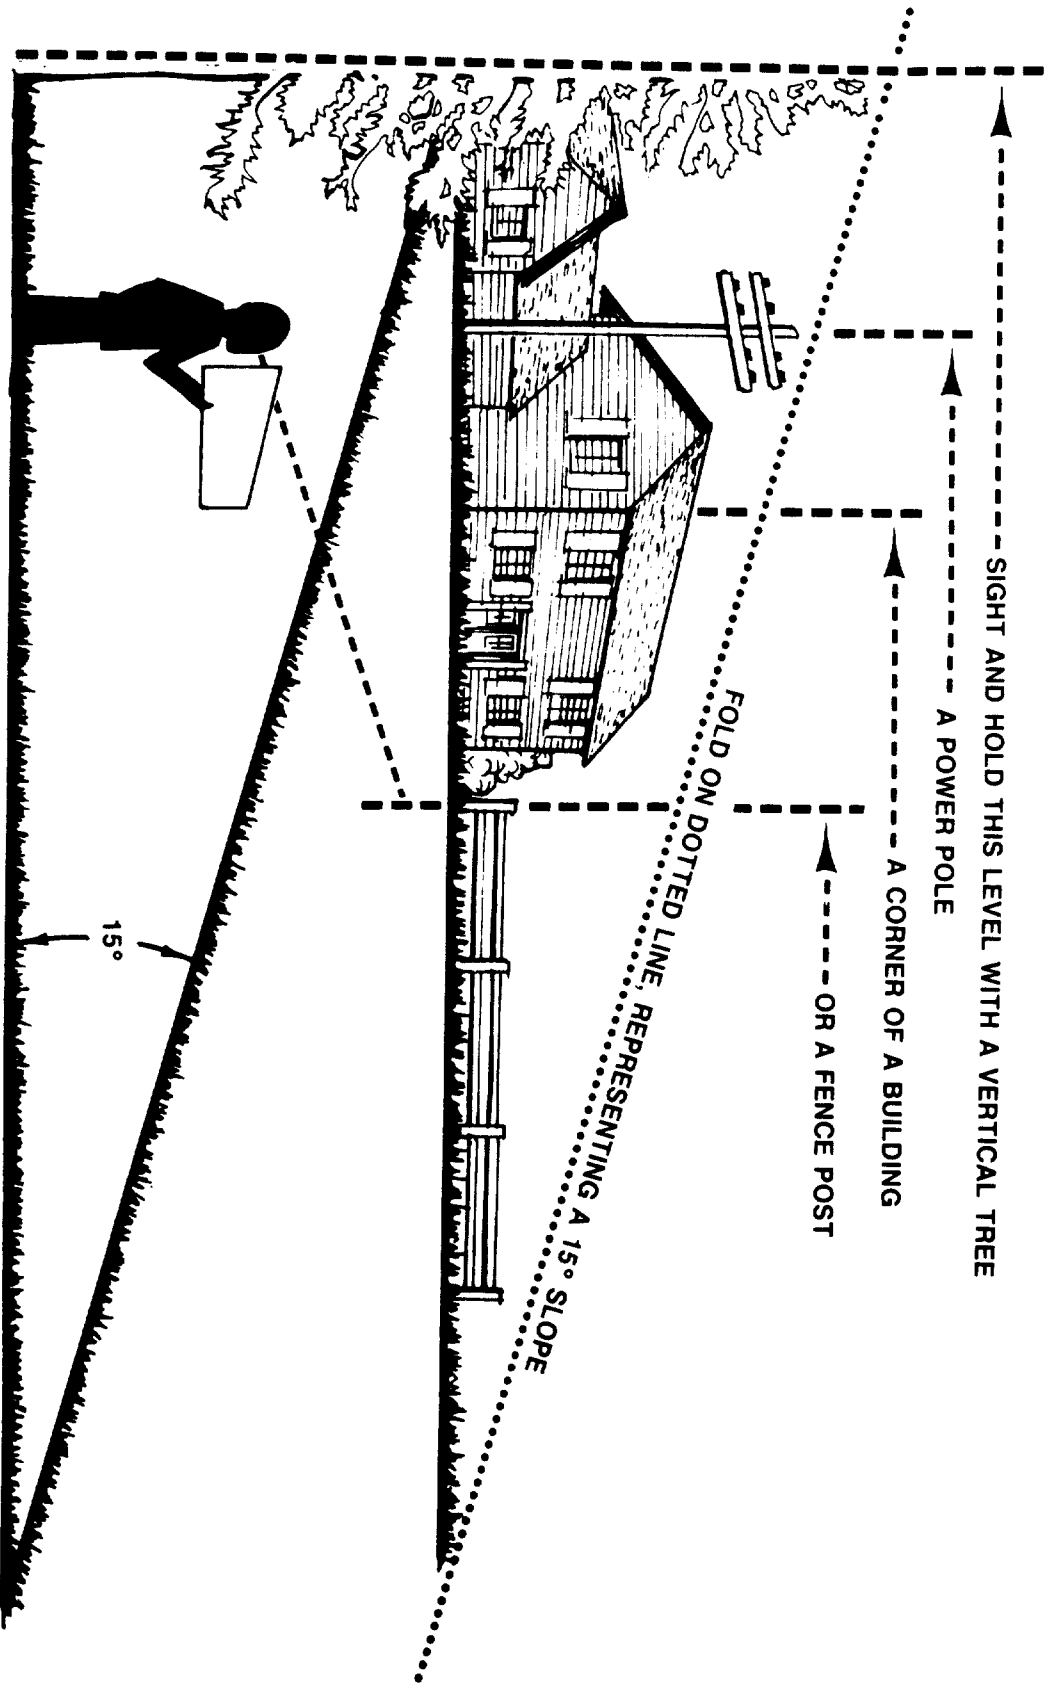 SIGHT AND HOLD THIS LEVEL WITH A VERTICAL TREE
A POWER POLE
A CORNER OF A BUILDING
OR A FENCE POST
FOLD ON DOTTED LINE, REPRESENTING A 15° SLOPE
15°